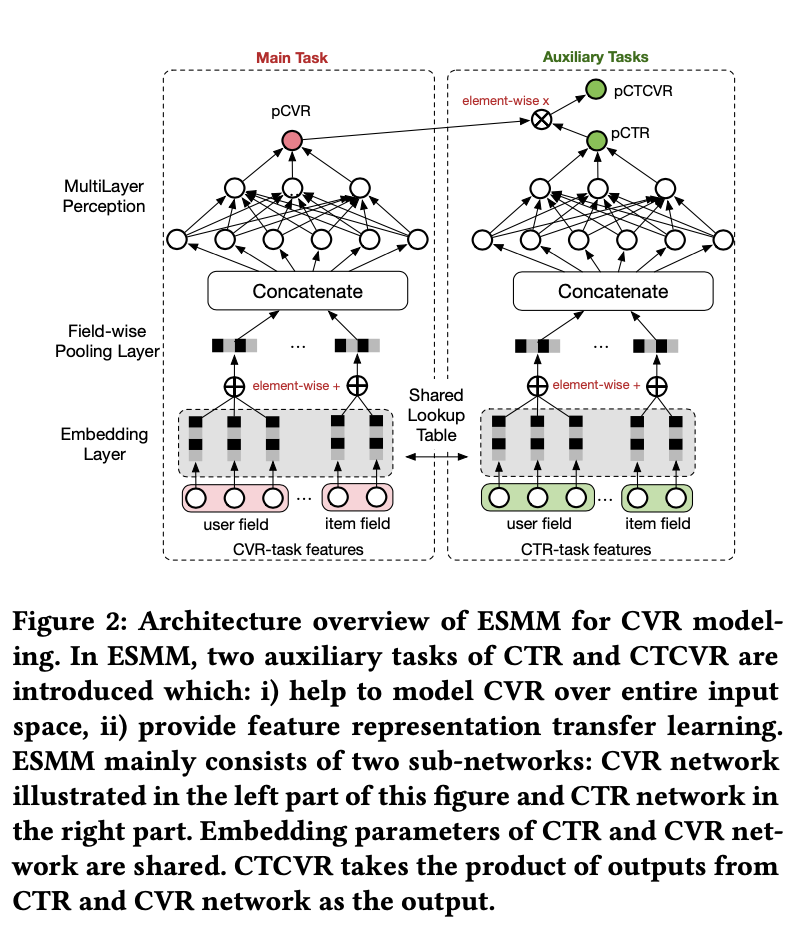 Main Task
Auxiliary Tasks
pCTCVR
element-wise x
pCVR
pCTR
MultiLayer
Perception
Concatenate
Concatenate
Field-wise
Pooling Layer
...
...
element-wise +
element-wise +
Shared
Lookup
Table
Embedding
Layer
...
...
user field
item field
user field
item field
CVR-task features
CTR-task features
Figure 2: Architecture overview of ESMM for CVR model-
ing. In ESMM, two auxiliary tasks of CTR and CTCVR are
introduced which: i) help to model CVR over entire input
space, ii) provide feature representation transfer learning.
ESMM mainly consists of two sub-networks: CVR network
illustrated in the left part of this figure and CTR network in
the right part. Embedding parameters of CTR and CVR net-
work are shared. CTCVR takes the product of outputs from
CTR and CVR network as the output.